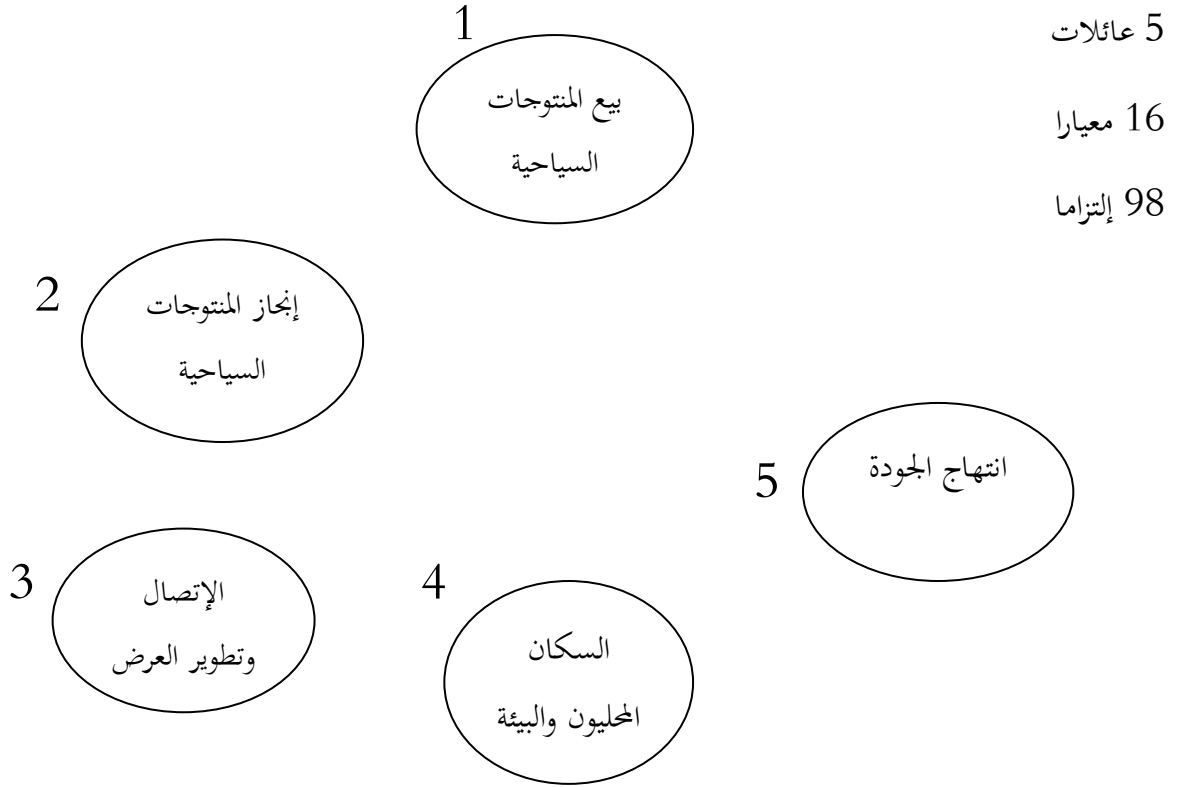 5 عائلات
16 معيارا
98 إلتزاما
1
بيع المنتوجات
السياحية
2
إنجاز المنتوجات
السياحية
3
الإتصال
وتطوير العرض
4
السكان
المحليون والبيئة
5
انتهاج الجودة